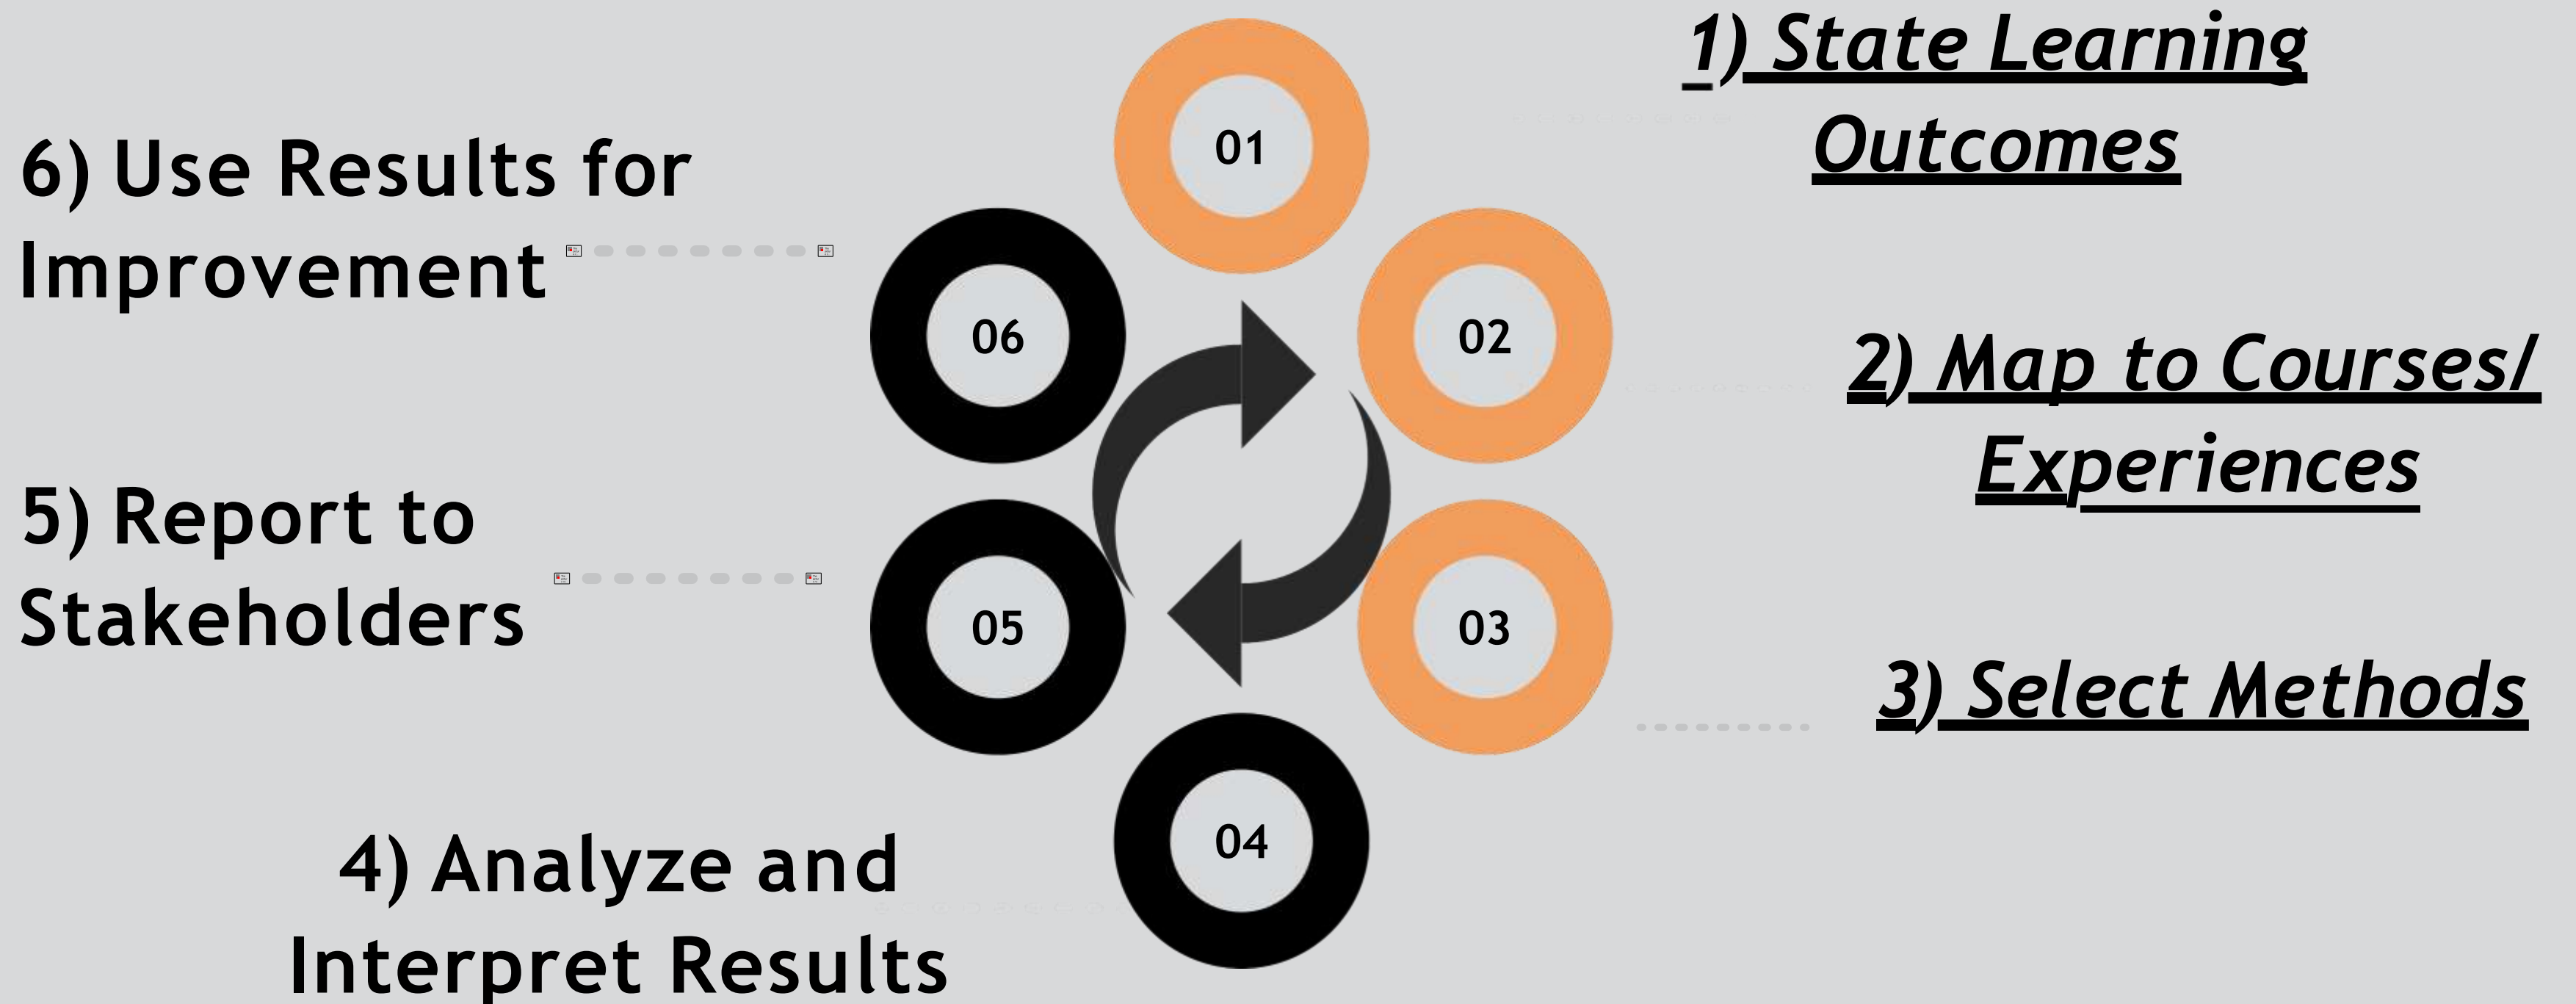 1) State Learning
Outcomes
2) Map to Courses/
Experiences
3) Select Methods
4) Analyze and
Interpret Results
5) Report to
Stakeholders
6) Use Results for
Improvement
01
02
03
04
05
06